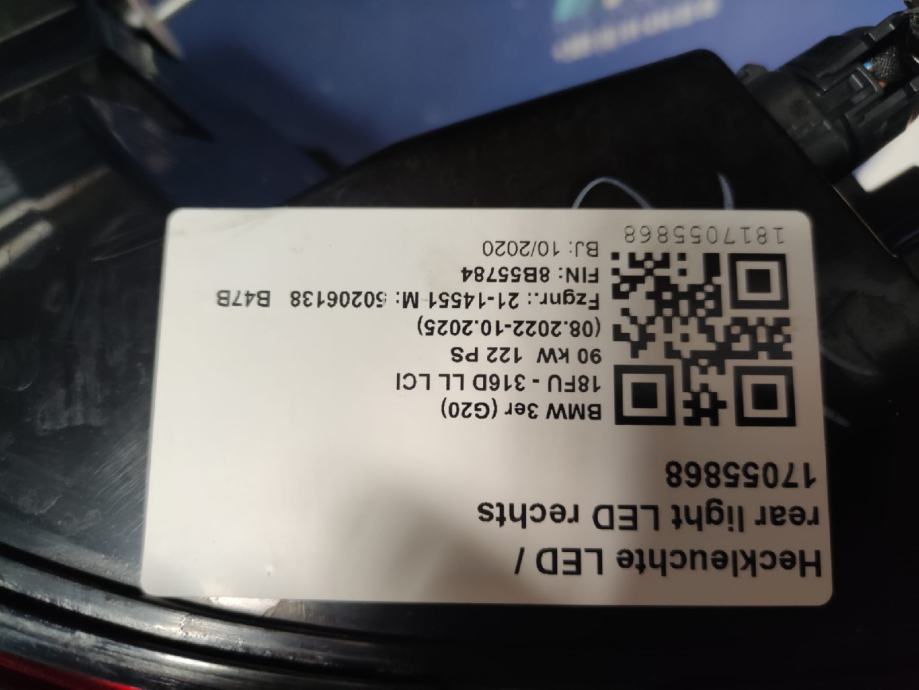 Heckleuchte LED /
rear light LED rechts
17055868
BMW 3er (G20)
18FU - 316D LL LCI
90 kW 122 PS
(08.2022-10.2025)
Fzgnr.: 21-14551 M: 50206138 B47B
FIN: 8B55784
BJ: 10/2020
1817055868